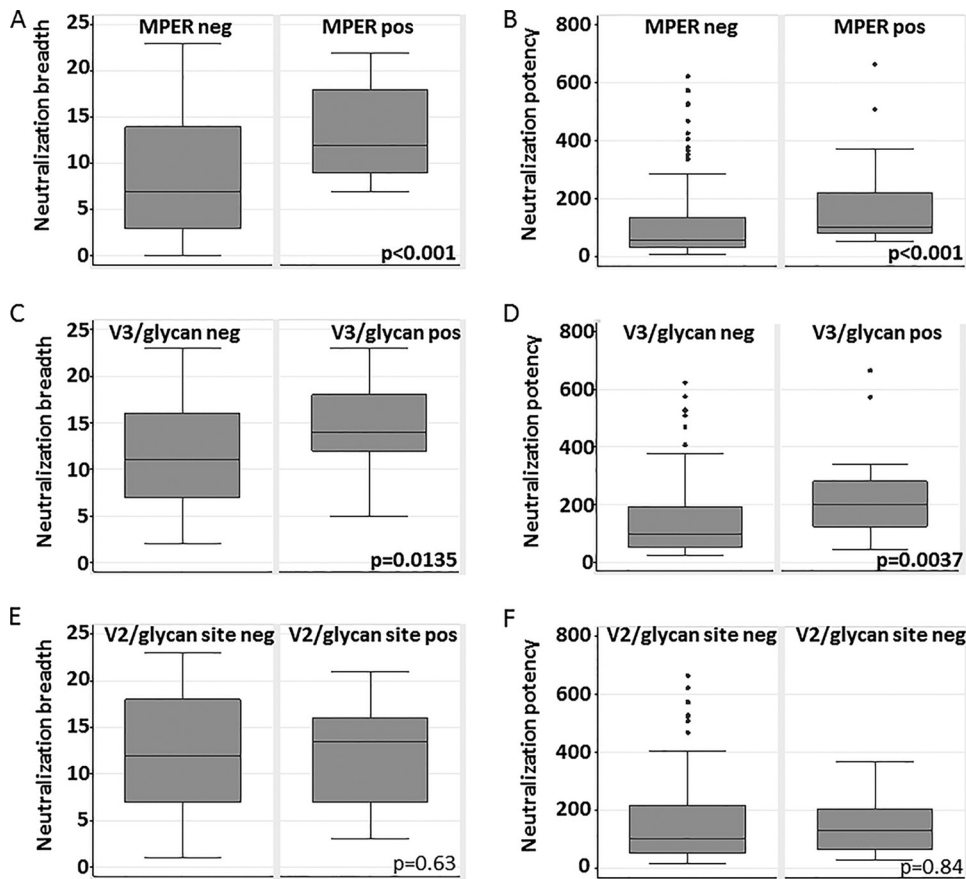 A
MPER neg
MPER pos
Neutralization breadth
25
20
15
10
5
0
p<0.001
B
MPER neg
MPER pos
Neutralization potency
800
600
400
200
0
p<0.001
C
V3/glycan neg
V3/glycan pos
Neutralization breadth
25
20
15
10
5
0
p=0.0135
D
V3/glycan neg
V3/glycan pos
Neutralization potency
800
600
400
200
0
p=0.0037
E
V2/glycan site neg
V2/glycan site pos
Neutralization breadth
25
20
15
10
5
0
p=0.63
F
V2/glycan site neg
V2/glycan site neg
Neutralization potency
800
600
400
200
0
p=0.84